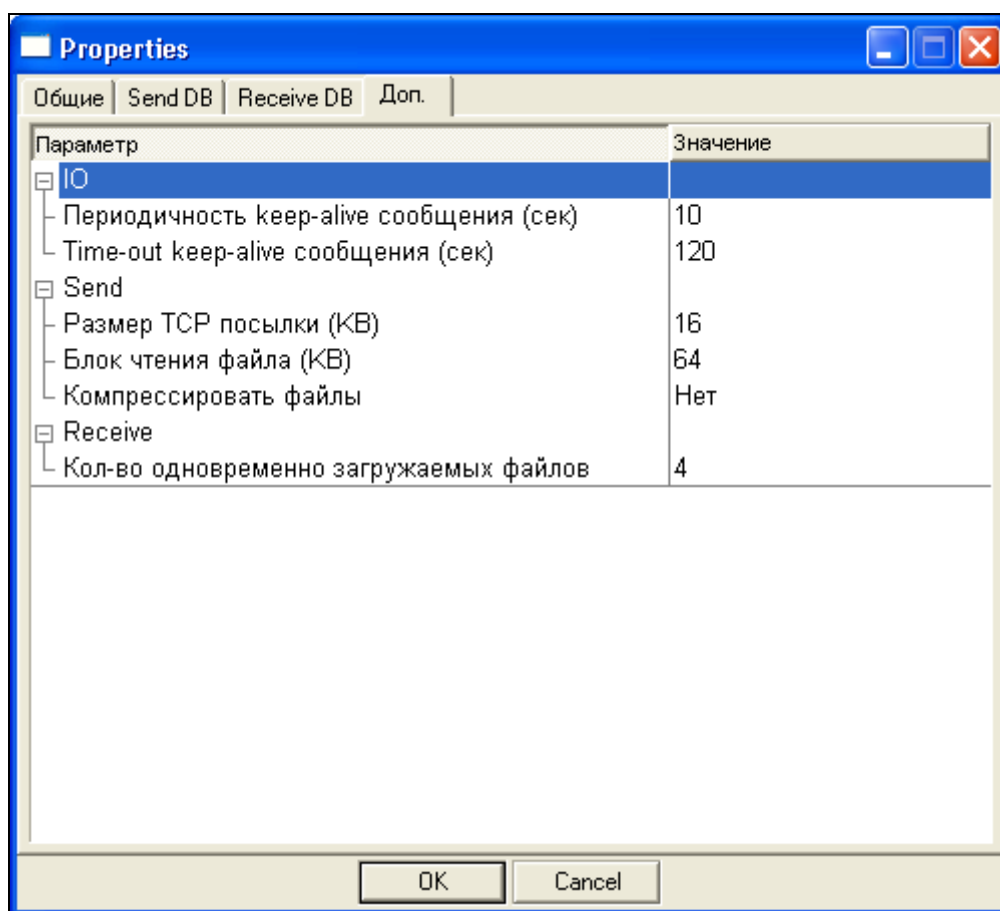 Properties
Общие Send DB Receive DB Доп.
Параметр Значение
IO
Периодичность keep-alive сообщения (сек) 10
Time-out keep-alive сообщения (сек) 120
Send
Размер TCP посылки (KB) 16
Блок чтения файла (KB) 64
Компрессировать файлы Нет
Receive
Кол-во одновременно загружаемых файлов 4
OK Cancel